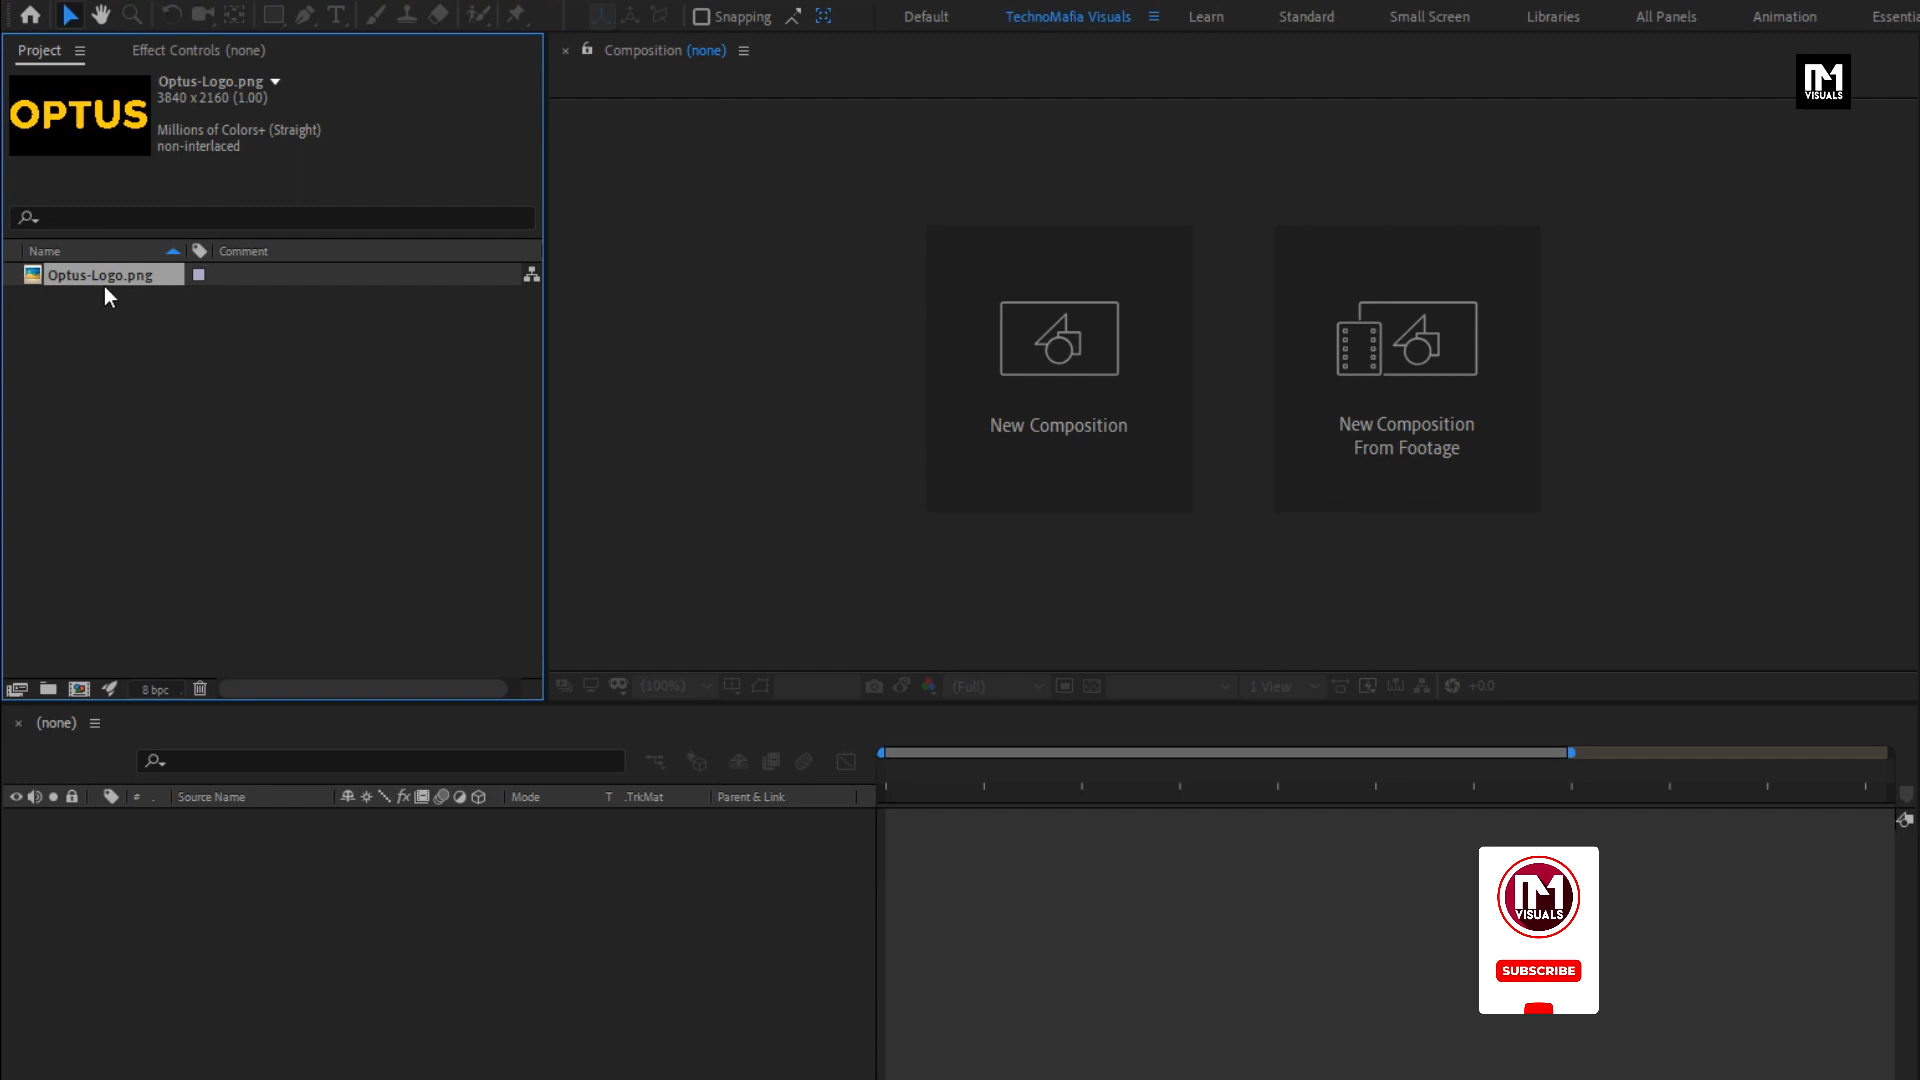 Snapping
Default
TechnoMafia Visuals
Learn
Standard
Small Screen
Libraries
All Panels
Animation
Essentia
Project
Effect Controls (none)
Composition (none)
OPTUS
Optus-Logo.png
3840 x 2160 (1.00)
Millions of Colors+ (Straight)
non-interlaced
VISUALS
Name
Comment
Optus-Logo.png
New Composition
New Composition
From Footage
8 bpc
(100%)
(Full)
1 View
+0.0
(none)
#
.
Source Name
fx
Mode
T
.TrkMat
Parent & Link
VISUALS
SUBSCRIBE